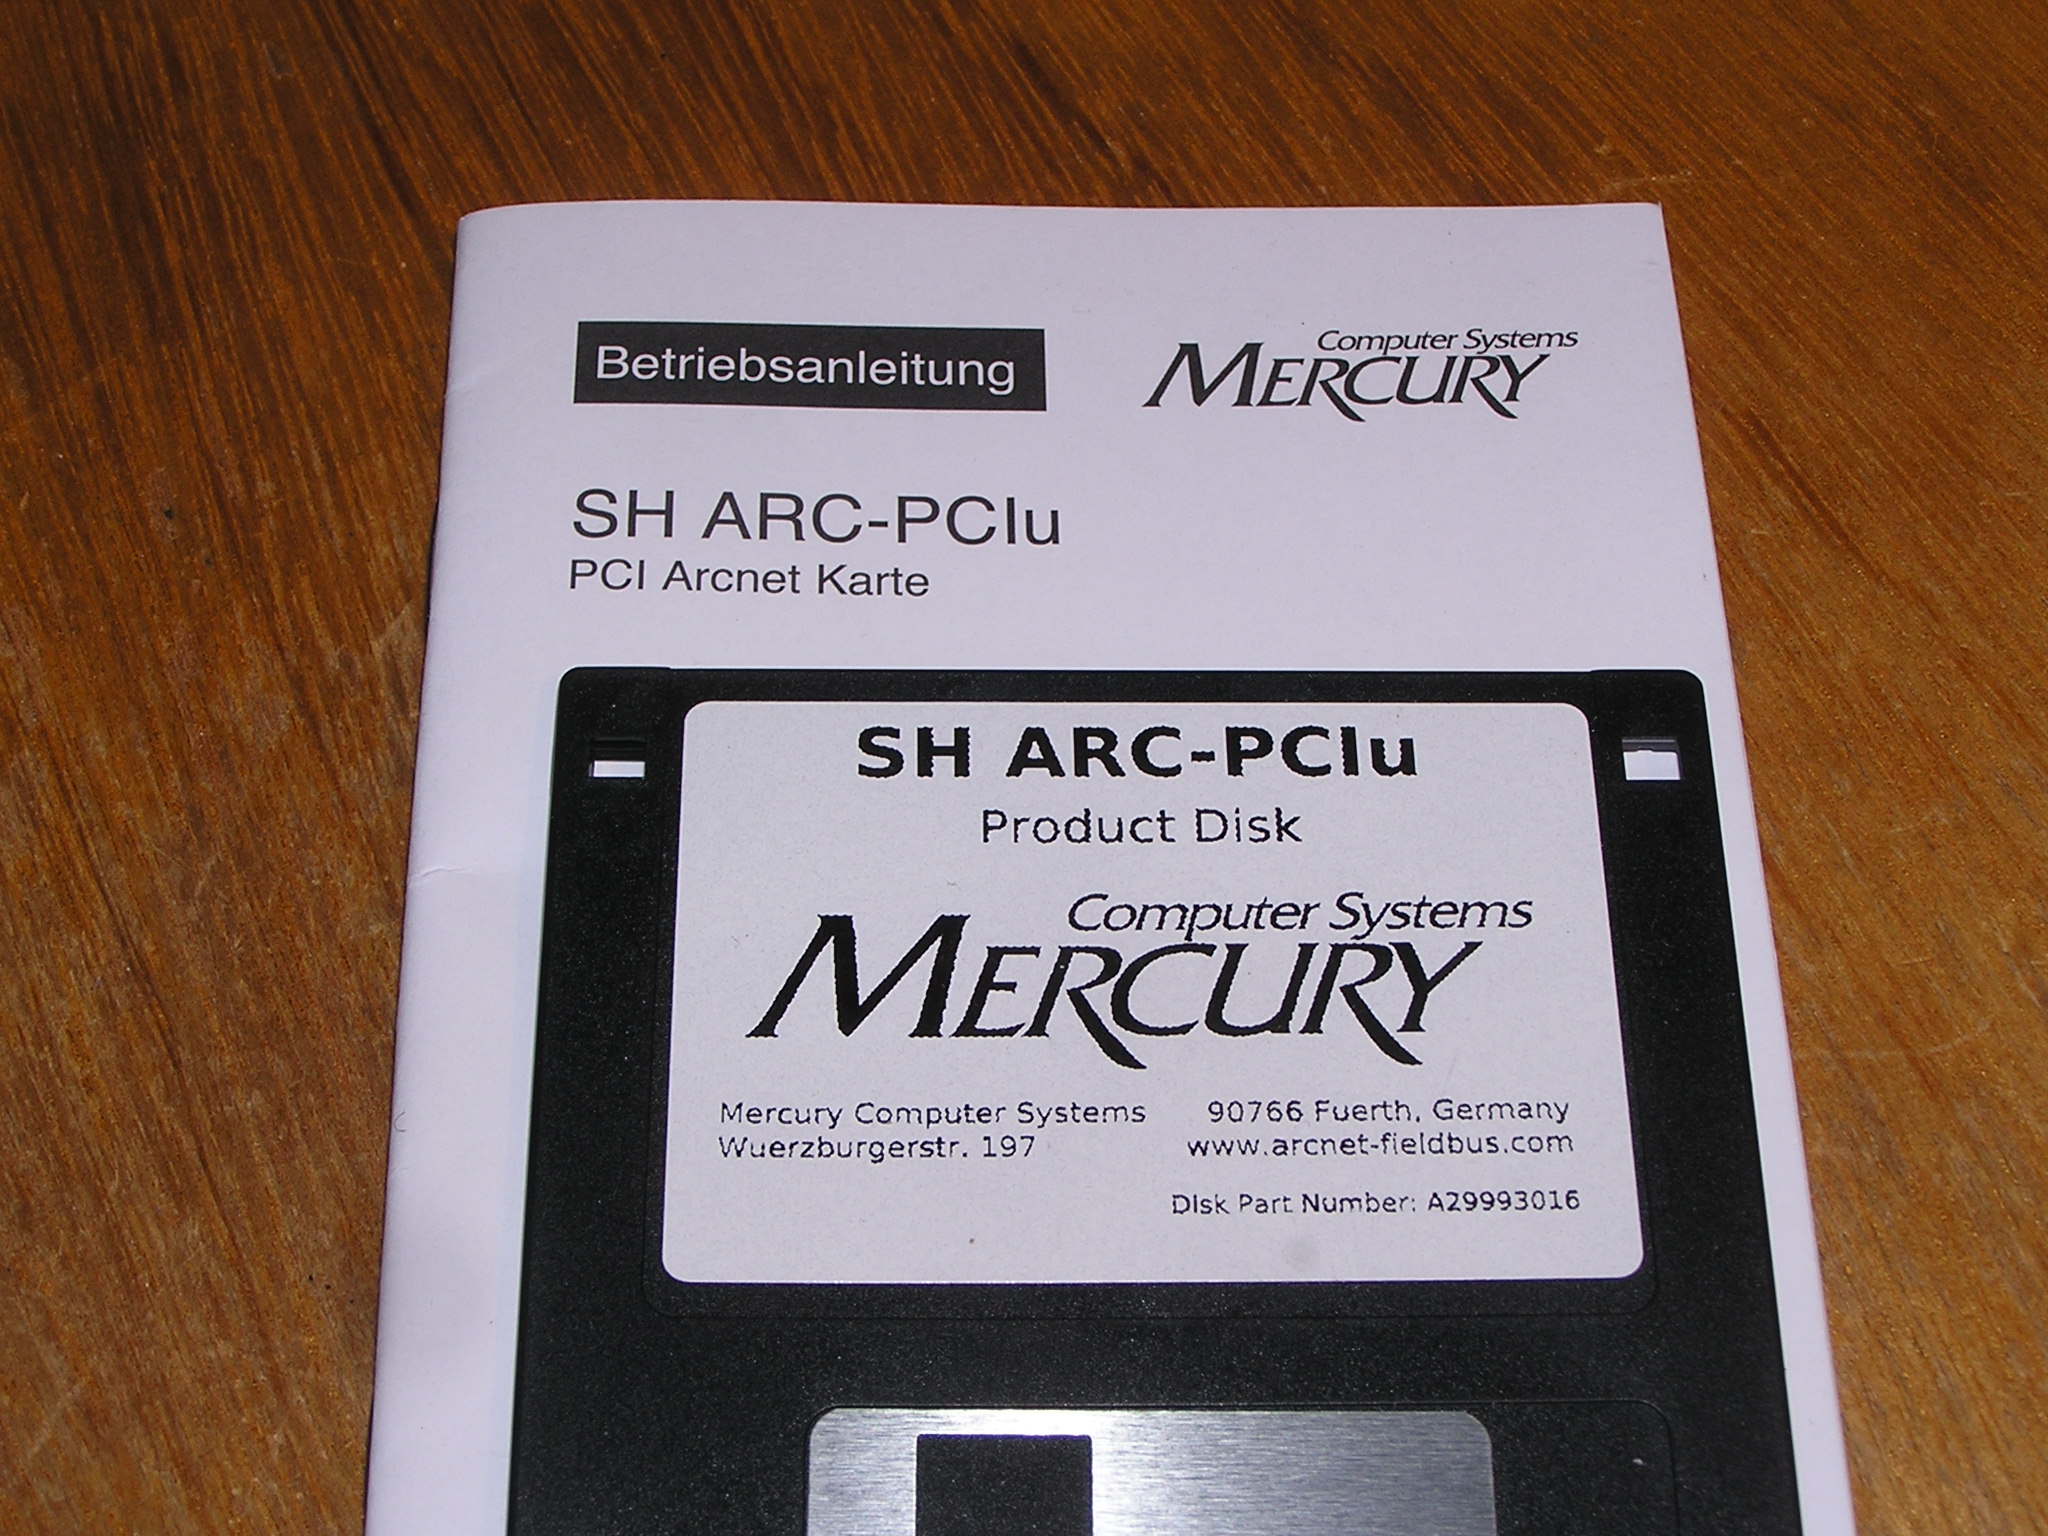 Betriebsanleitung
Computer Systems
MERCURY
SH ARC-PCIu
PCI Arcnet Karte
SH ARC-PCIu
Product Disk
Computer Systems
MERCURY
Mercury Computer Systems
Wuerzburgerstr. 197
90766 Fuerth, Germany
www.arcnet-fieldbus.com
Disk Part Number: A29993016